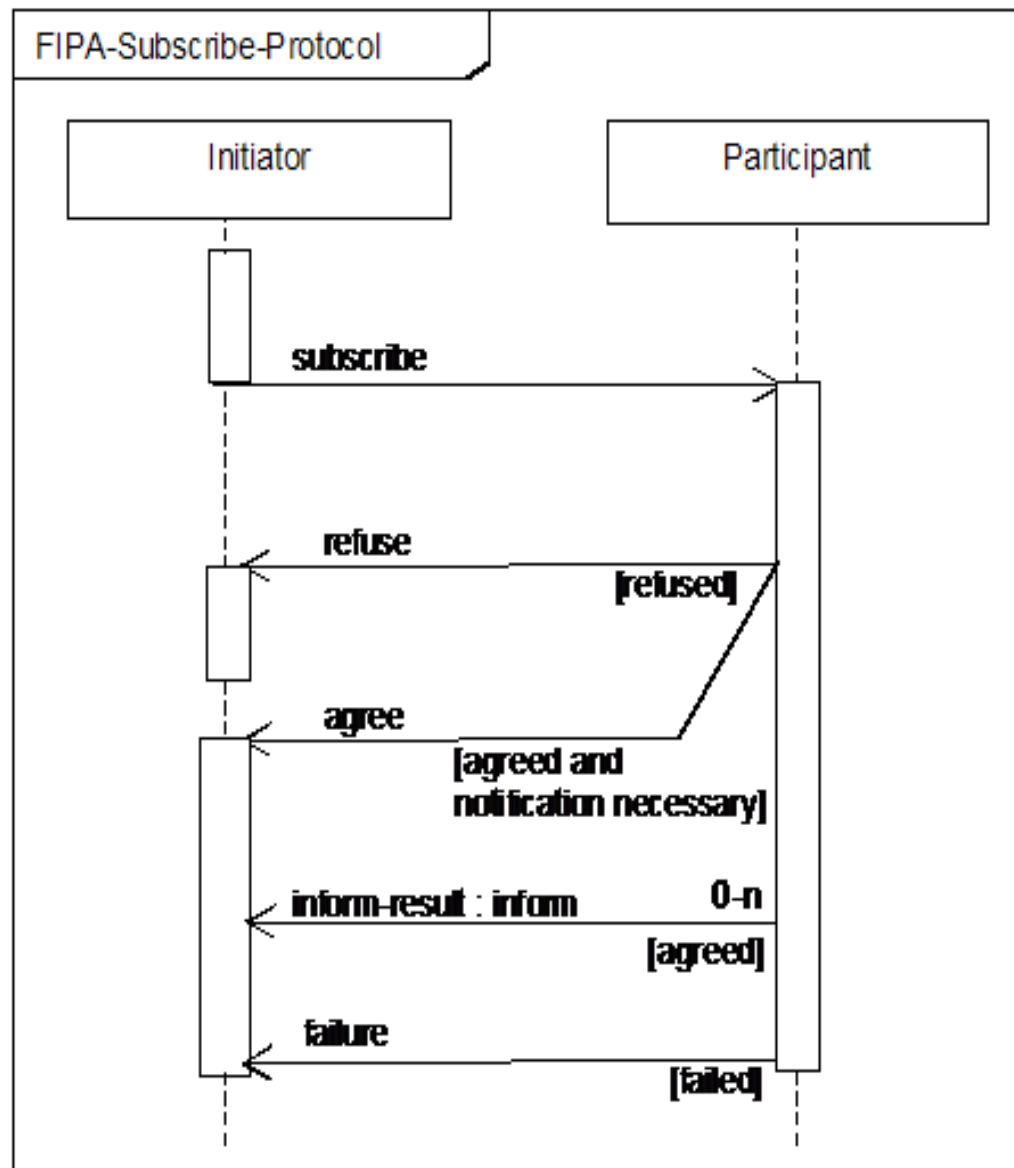 FIPA-Subscribe-Protocol
Initiator
Participant
subscribe
refuse
[refused]
agree
[agreed and
notification necessary]
inform-result : inform
0-n
[agreed]
failure
[failed]